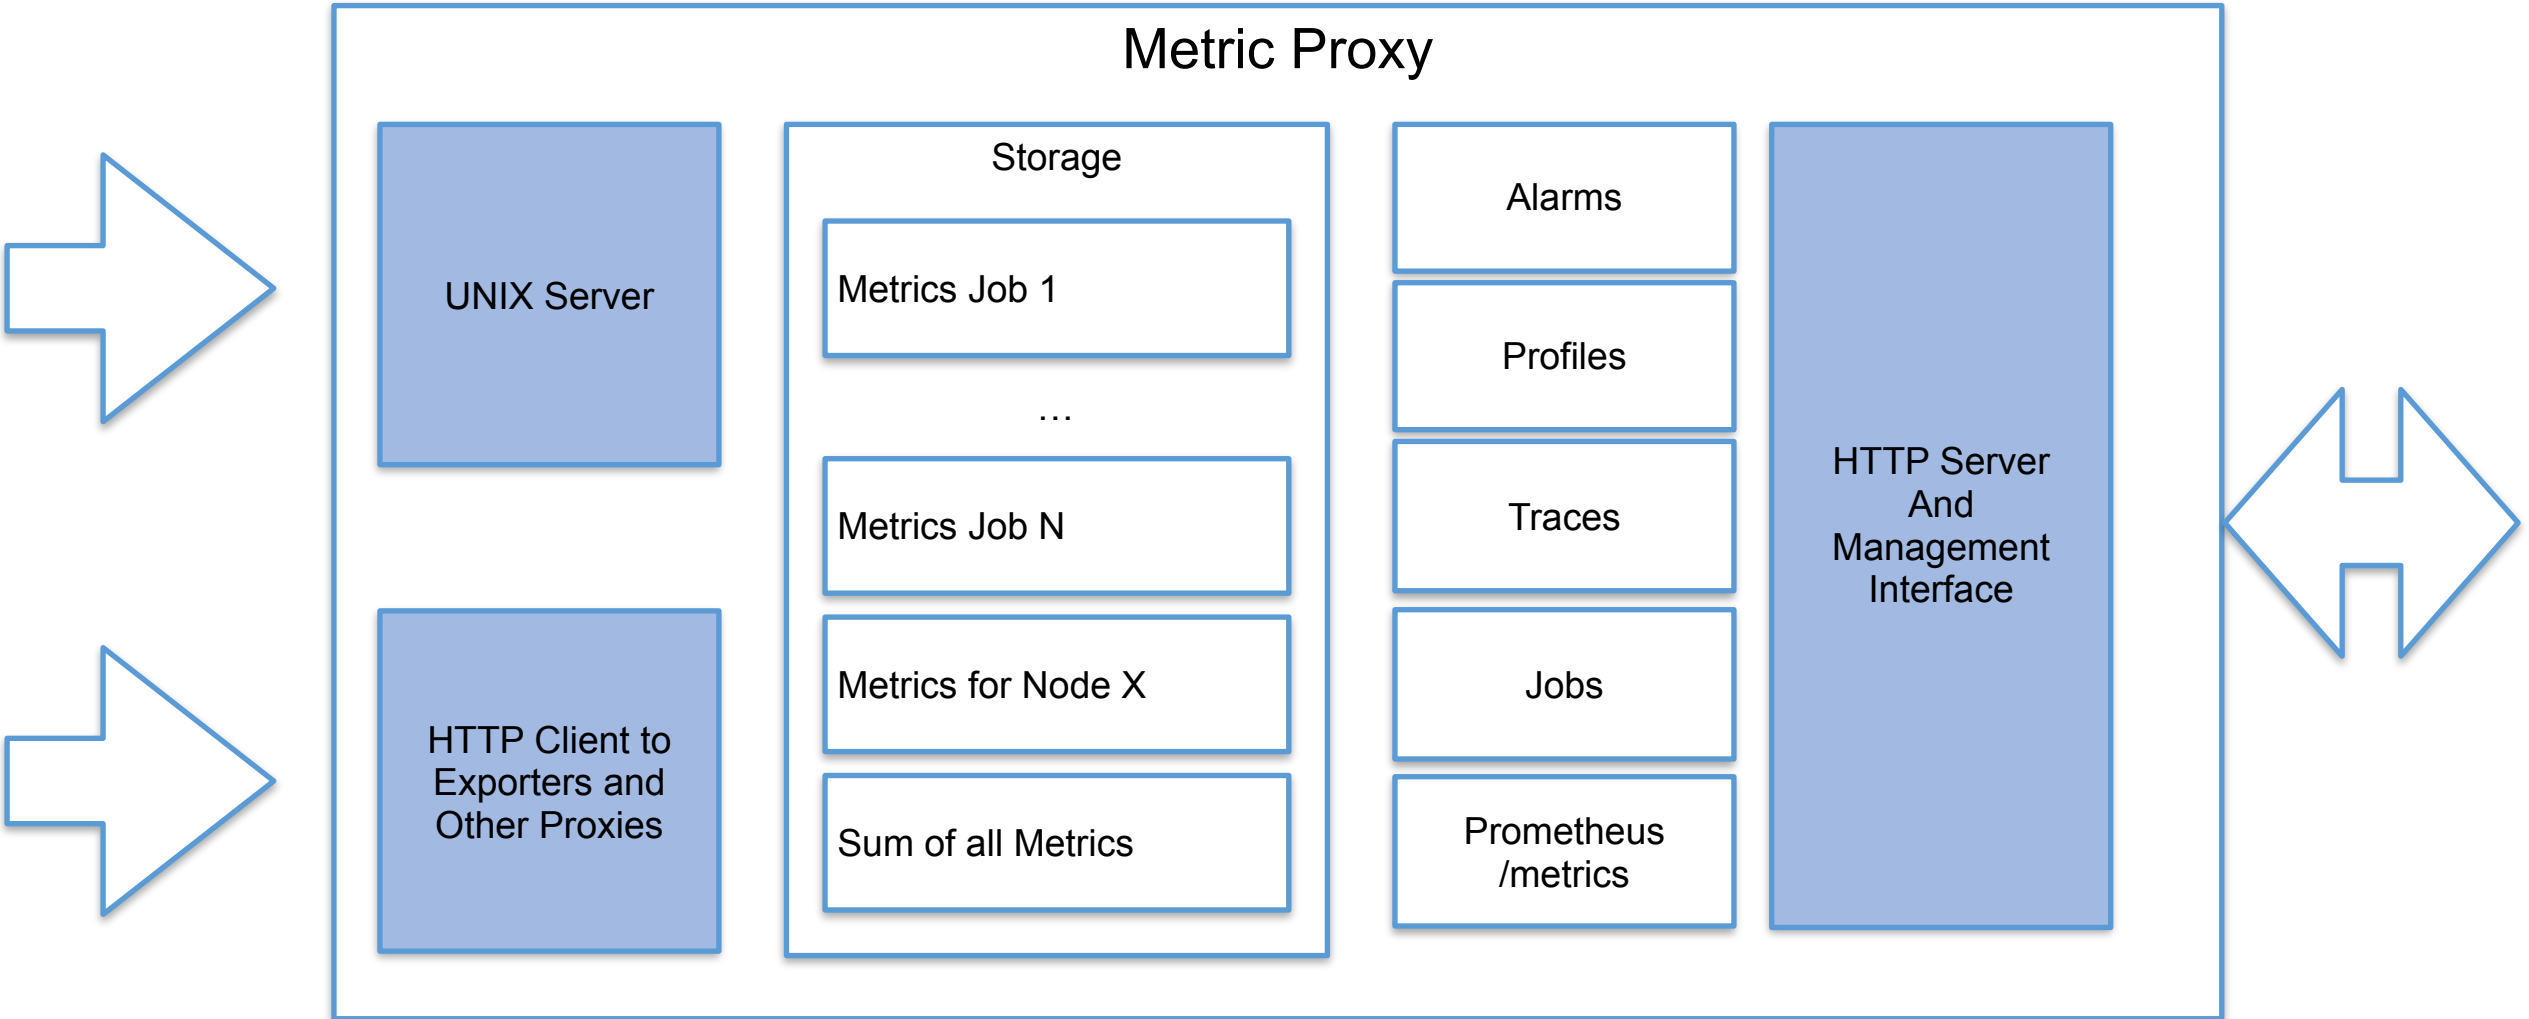 Metric Proxy
UNIX Server
HTTP Client to
Exporters and
Other Proxies
Storage
Metrics Job 1
...
Metrics Job N
Metrics for Node X
Sum of all Metrics
Alarms
Profiles
Traces
Jobs
Prometheus
/metrics
HTTP Server
And
Management
Interface